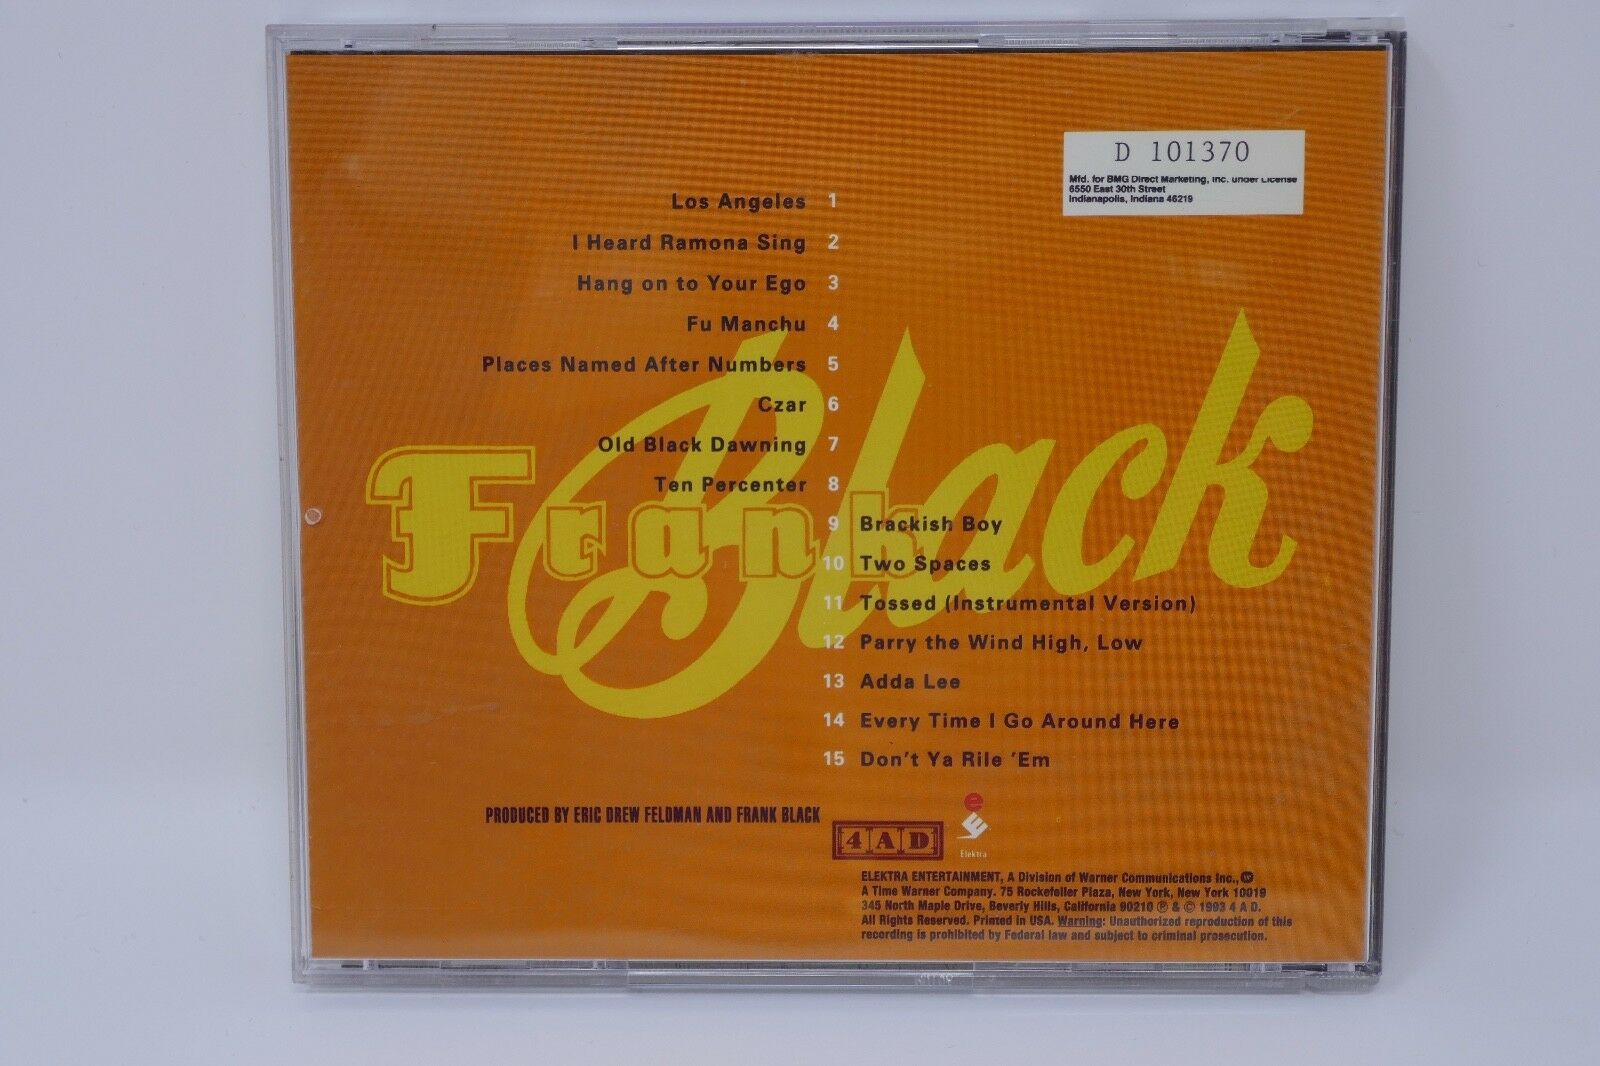 D 101370
Mfd. for BMG Direct Marketing, Inc. under License
6550 East 30th Street
Indianapolis, Indiana 46219
Los Angeles 1
I Heard Ramona Sing 2
Hang on to Your Ego 3
Fu Manchu 4
Places Named After Numbers 5
Czar 6
Old Black Dawning 7
Ten Percenter 8
Frank Black
9 Brackish Boy
10 Two Spaces
11 Tossed (Instrumental Version)
12 Parry the Wind High, Low
13 Adda Lee
14 Every Time I Go Around Here
15 Don't Ya Rile 'Em
PRODUCED BY ERIC DREW FELDMAN AND FRANK BLACK
4AD
e
E
Elektra
ELEKTRA ENTERTAINMENT, A Division of Warner Communications Inc.,
A Time Warner Company. 75 Rockefeller Plaza, New York, New York 10019
345 North Maple Drive, Beverly Hills, California 90210 ℗ & © 1993 4 A D.
All Rights Reserved. Printed in USA. Warning: Unauthorized reproduction of this
recording is prohibited by Federal law and subject to criminal prosecution.